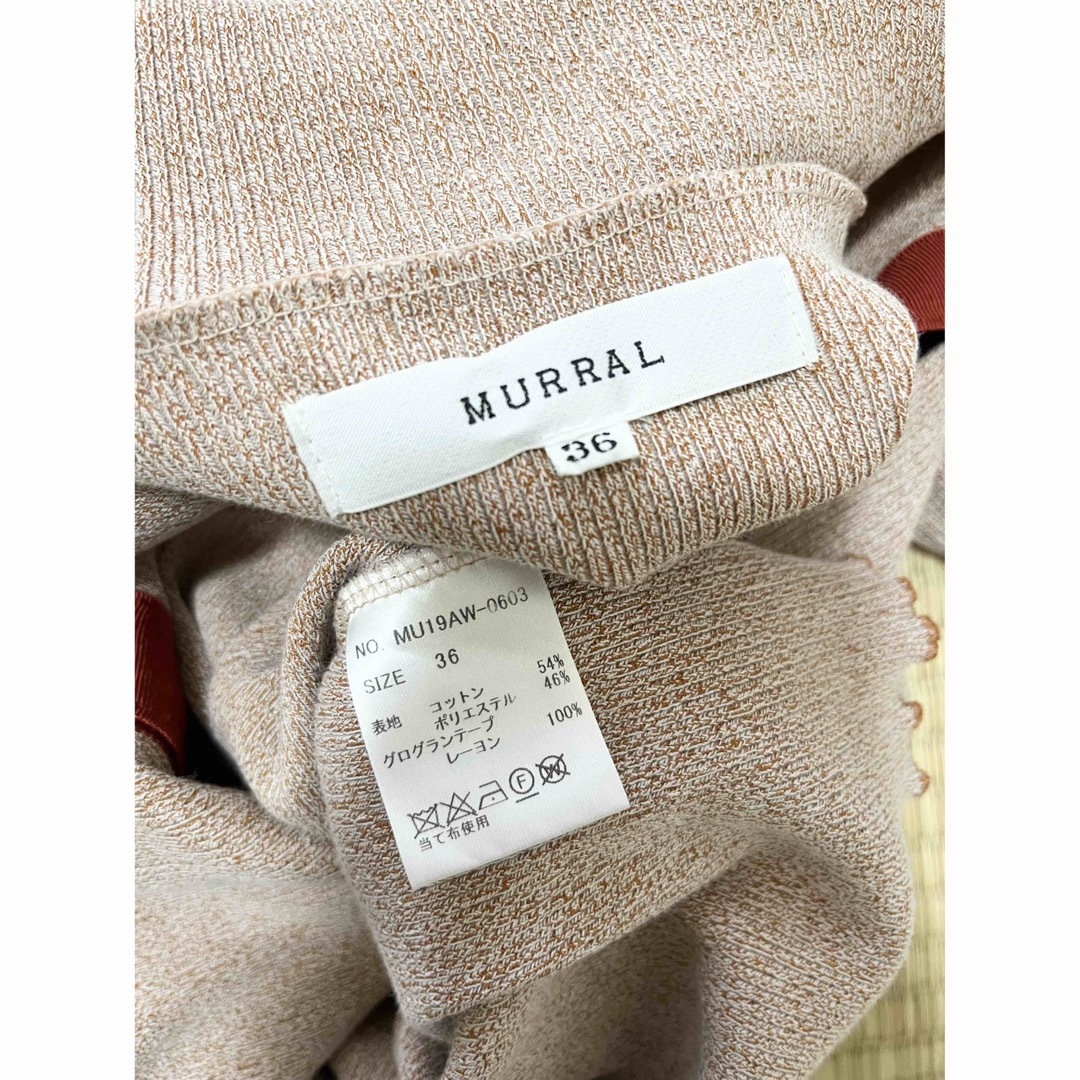 MURRAL
36
NO. MU19AW-0603
SIZE 36
表地 コットン 54%
ポリエステル 46%
グログランテープ
レーヨン 100%
F W
当て布使用